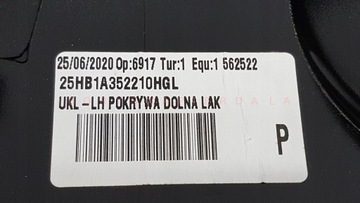 25/06/2020 Op:6917 Tur:1 Equ:1 562522
25HB1A352210HGL
UKL-LH POKRYWA DOLNA LAK
P